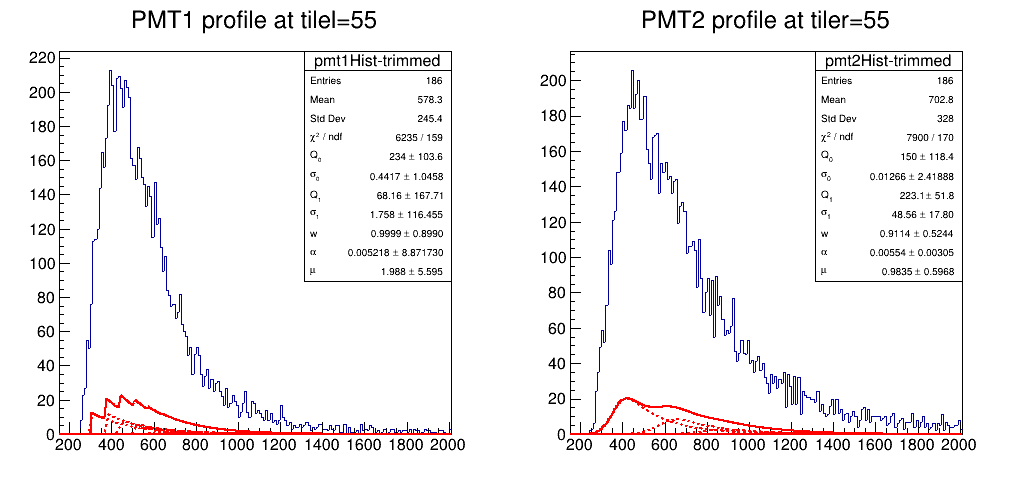 PMT1 profile at tilel=55
pmt1Hist-trimmed
Entries 186
Mean 578.3
Std Dev 245.4
χ² / ndf 6235 / 159
Q₀ 234 ± 103.6
σ₀ 0.4417 ± 1.0458
Q₁ 68.16 ± 167.71
σ₁ 1.758 ± 116.455
w 0.9999 ± 0.8990
α 0.005218 ± 8.871730
μ 1.988 ± 5.595
220
200
180
160
140
120
100
80
60
40
20
0
200 400 600 800 1000 1200 1400 1600 1800 2000
PMT2 profile at tiler=55
pmt2Hist-trimmed
Entries 186
Mean 702.8
Std Dev 328
χ² / ndf 7900 / 170
Q₀ 150 ± 118.4
σ₀ 0.01266 ± 2.41888
Q₁ 223.1 ± 51.8
σ₁ 48.56 ± 17.80
w 0.9114 ± 0.5244
α 0.00554 ± 0.00305
μ 0.9835 ± 0.5968
200
180
160
140
120
100
80
60
40
20
0
200 400 600 800 1000 1200 1400 1600 1800 2000